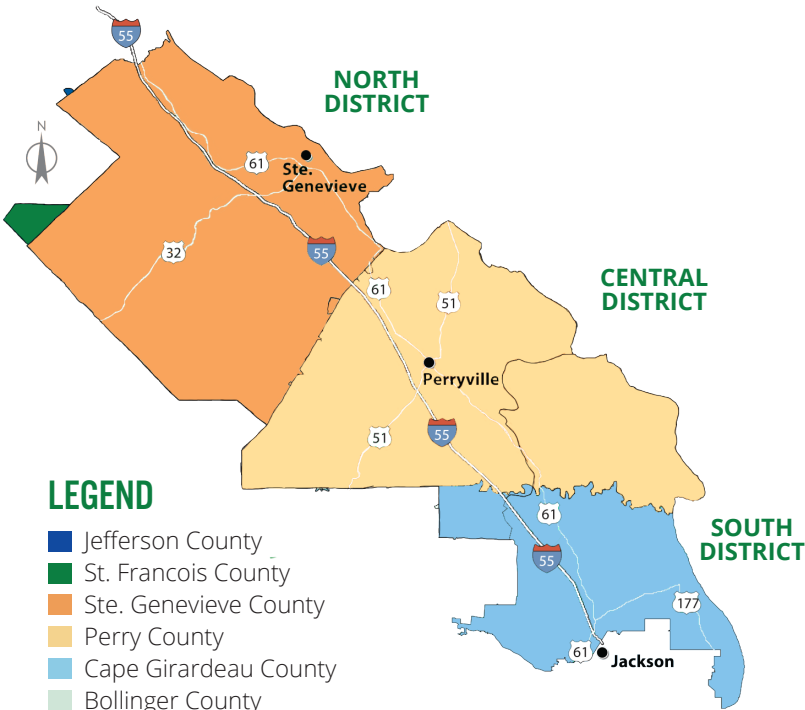 55
NORTH
DISTRICT
N
61
Ste.
Genevieve
32
55
61
51
CENTRAL
DISTRICT
Perryville
51
55
LEGEND
Jefferson County
St. Francois County
Ste. Genevieve County
Perry County
Cape Girardeau County
Bollinger County
61
SOUTH
DISTRICT
55
177
61
Jackson